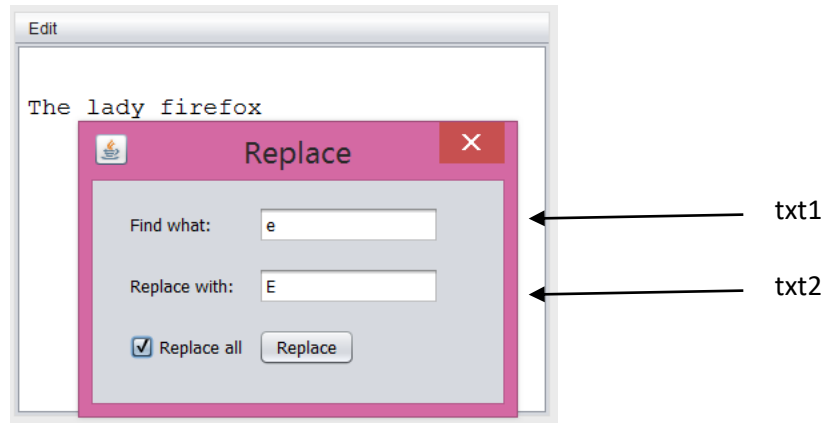 Edit
The lady firefox
Replace
Find what: e
txt1
Replace with: E
txt2
Replace all Replace